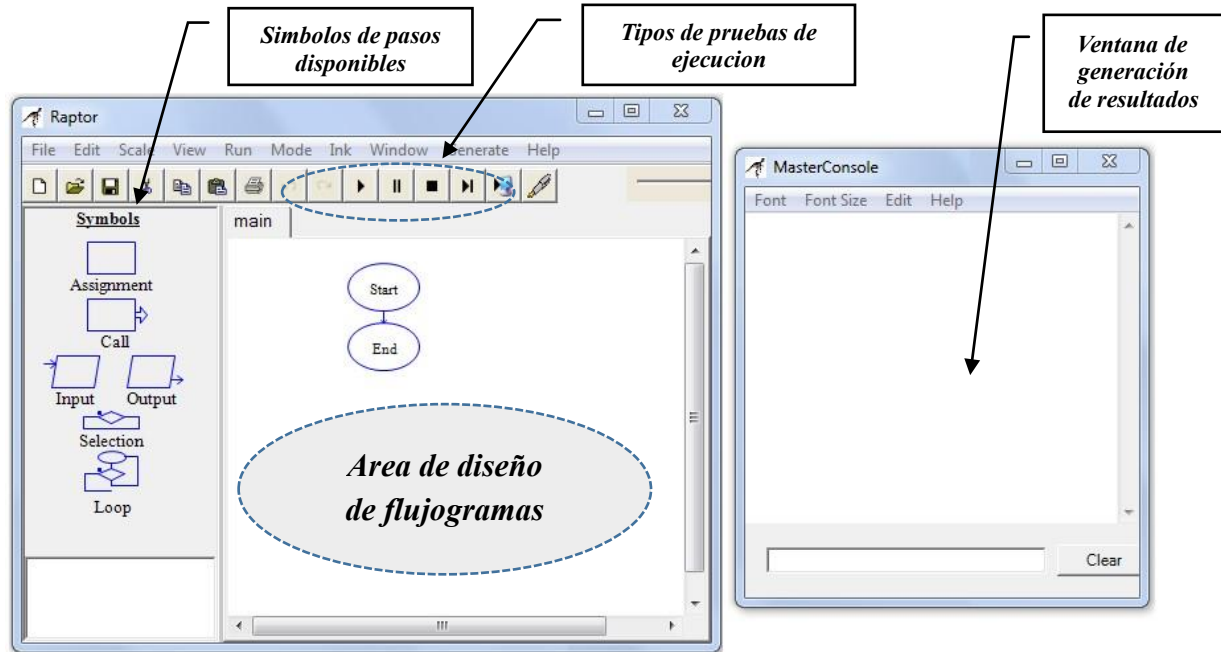 Simbolos de pasos
disponibles
Tipos de pruebas de
ejecucion
Ventana de
generación
de resultados
Raptor
File Edit Scale View Run Mode Ink Window Generate Help
Symbols
Assignment
Call
Input Output
Selection
Loop
main
Start
End
Area de diseño
de flujogramas
MasterConsole
Font Font Size Edit Help
Clear